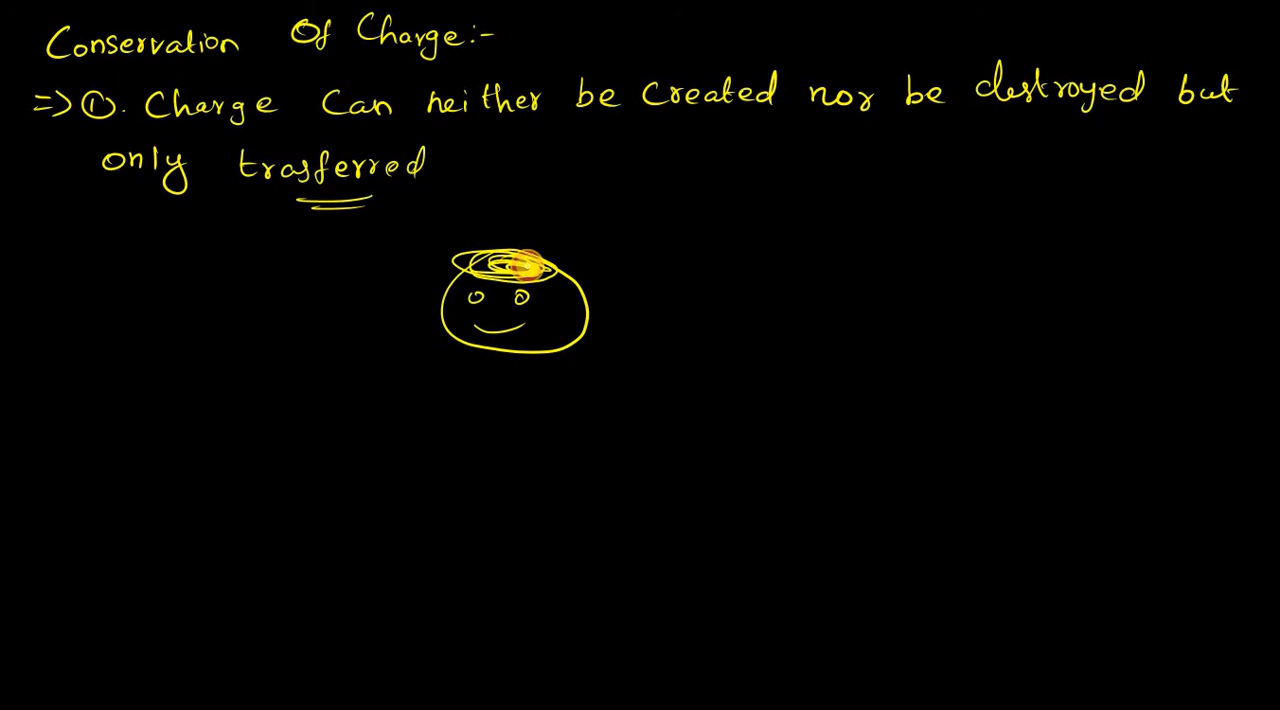 Conservation Of Charge:-
=> ①. Charge Can neither be created nor be destroyed but
only trasferred